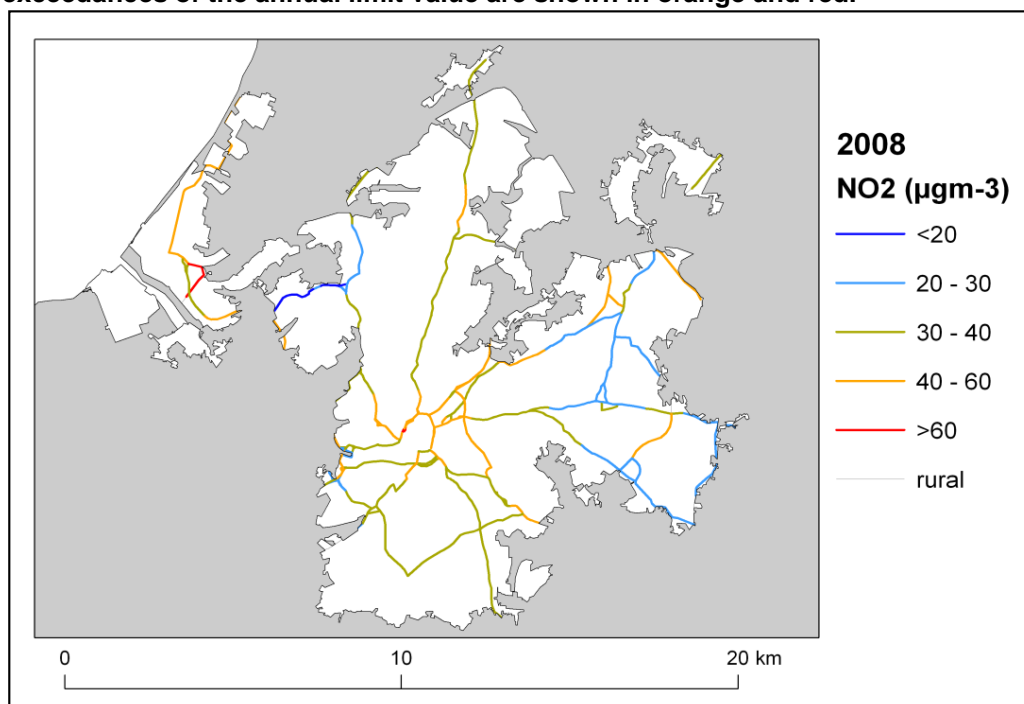 exceedances of the annual limit value are shown in orange and red.
2008
NO2 (µgm-3)
<20
20 - 30
30 - 40
40 - 60
>60
rural
0 10 20 km